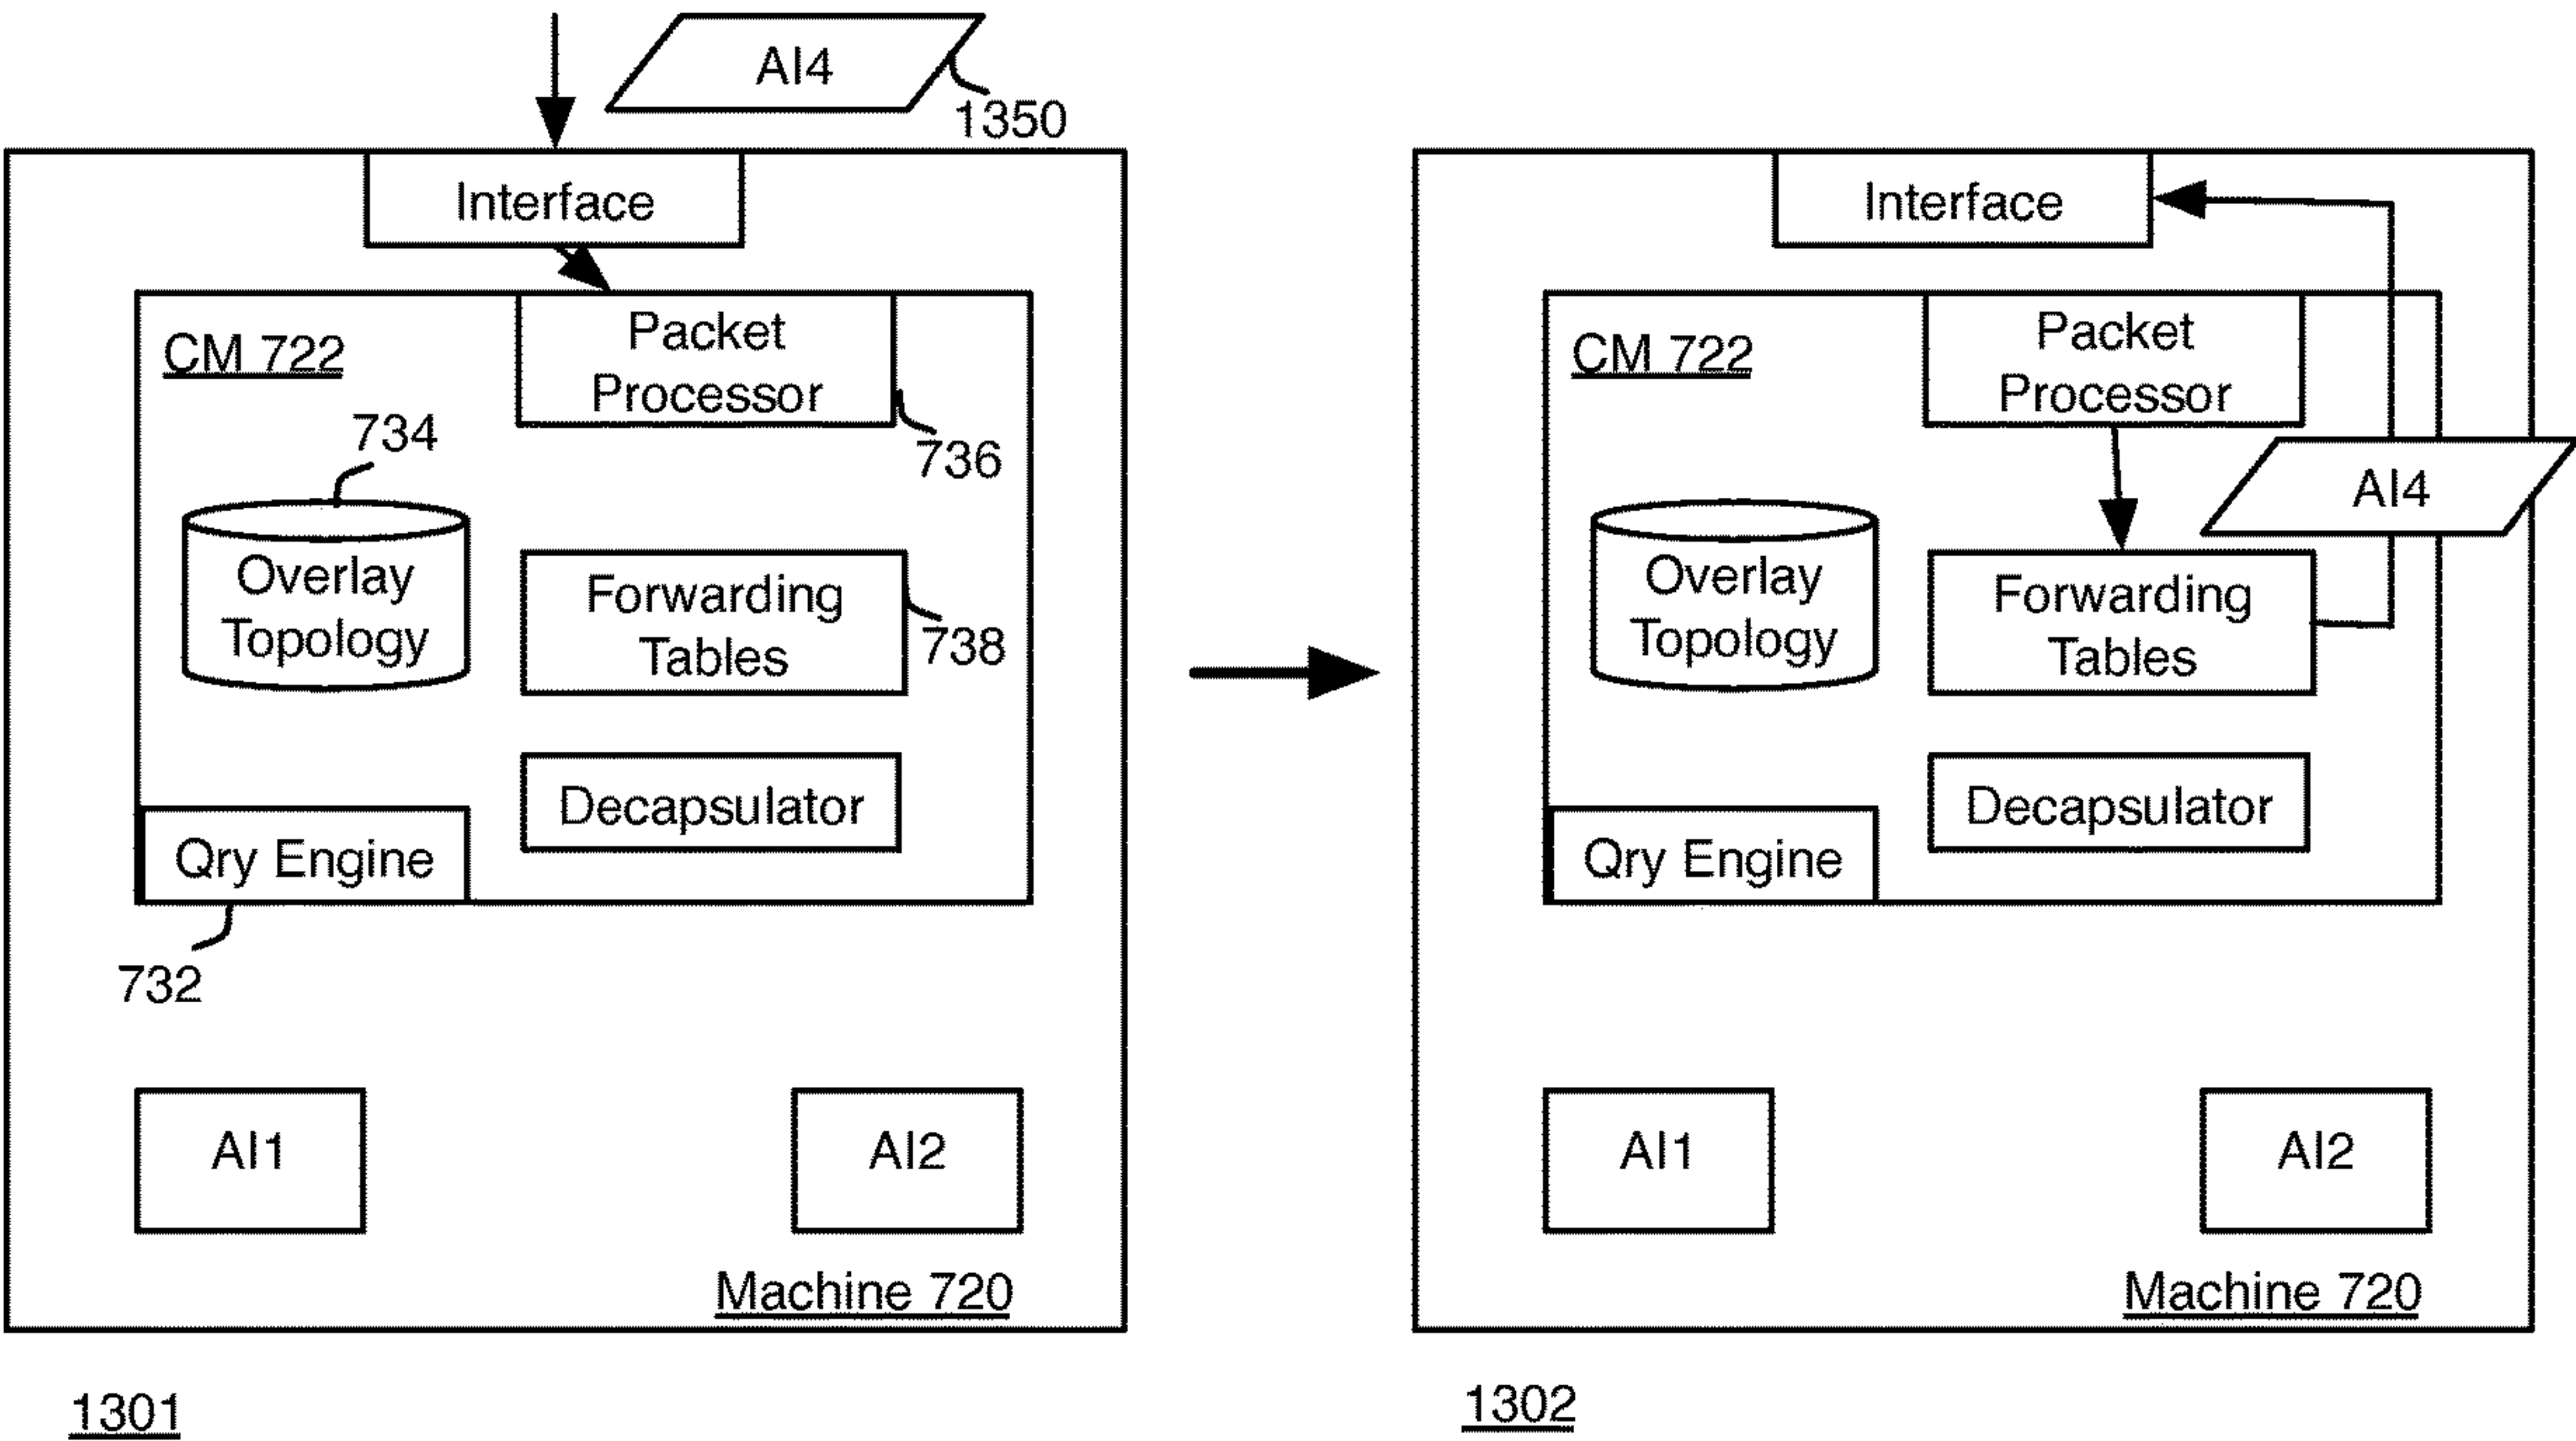 AI4
1350
Interface
CM 722
Packet
Processor
736
734
Overlay
Topology
Forwarding
Tables
738
Decapsulator
Qry Engine
732
AI1
AI2
Machine 720
1301
Interface
CM 722
Packet
Processor
AI4
Overlay
Topology
Forwarding
Tables
Decapsulator
Qry Engine
AI1
AI2
Machine 720
1302